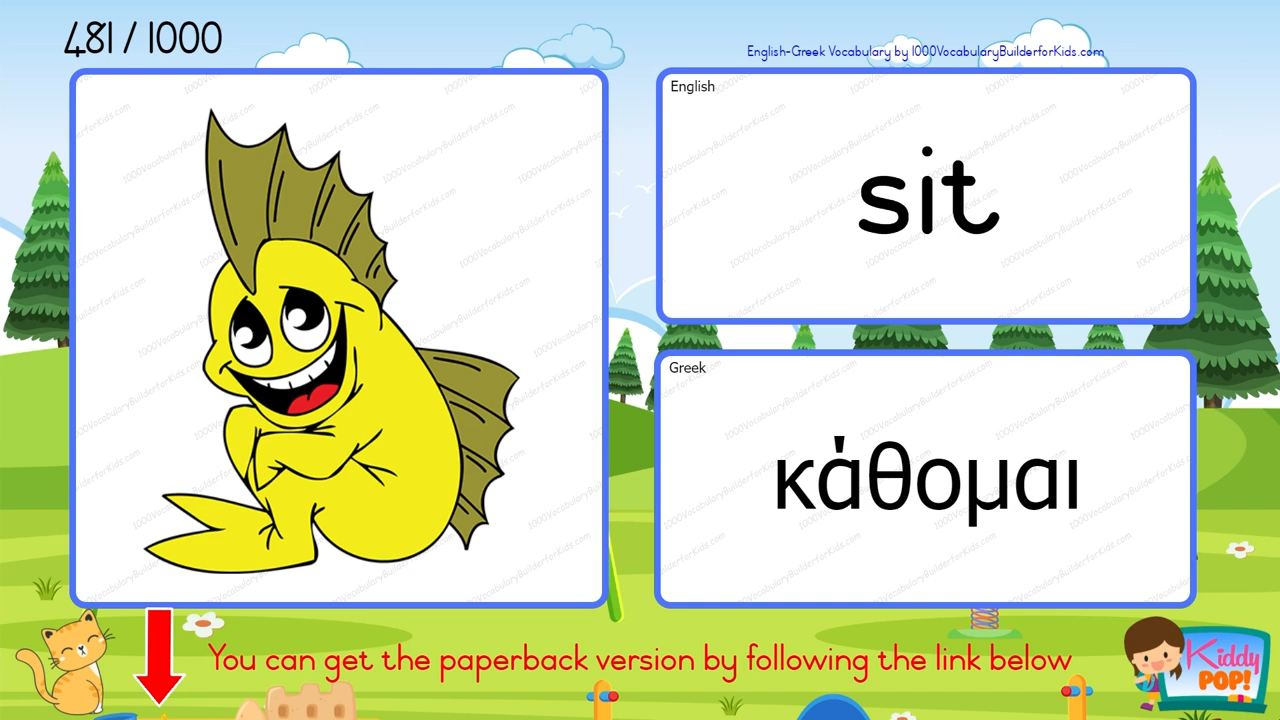 481 / 1000
English-Greek Vocabulary by 1000VocabularyBuilderforKids.com
English
sit
Greek
κάθομαι
You can get the paperback version by following the link below
Kiddy
POP!